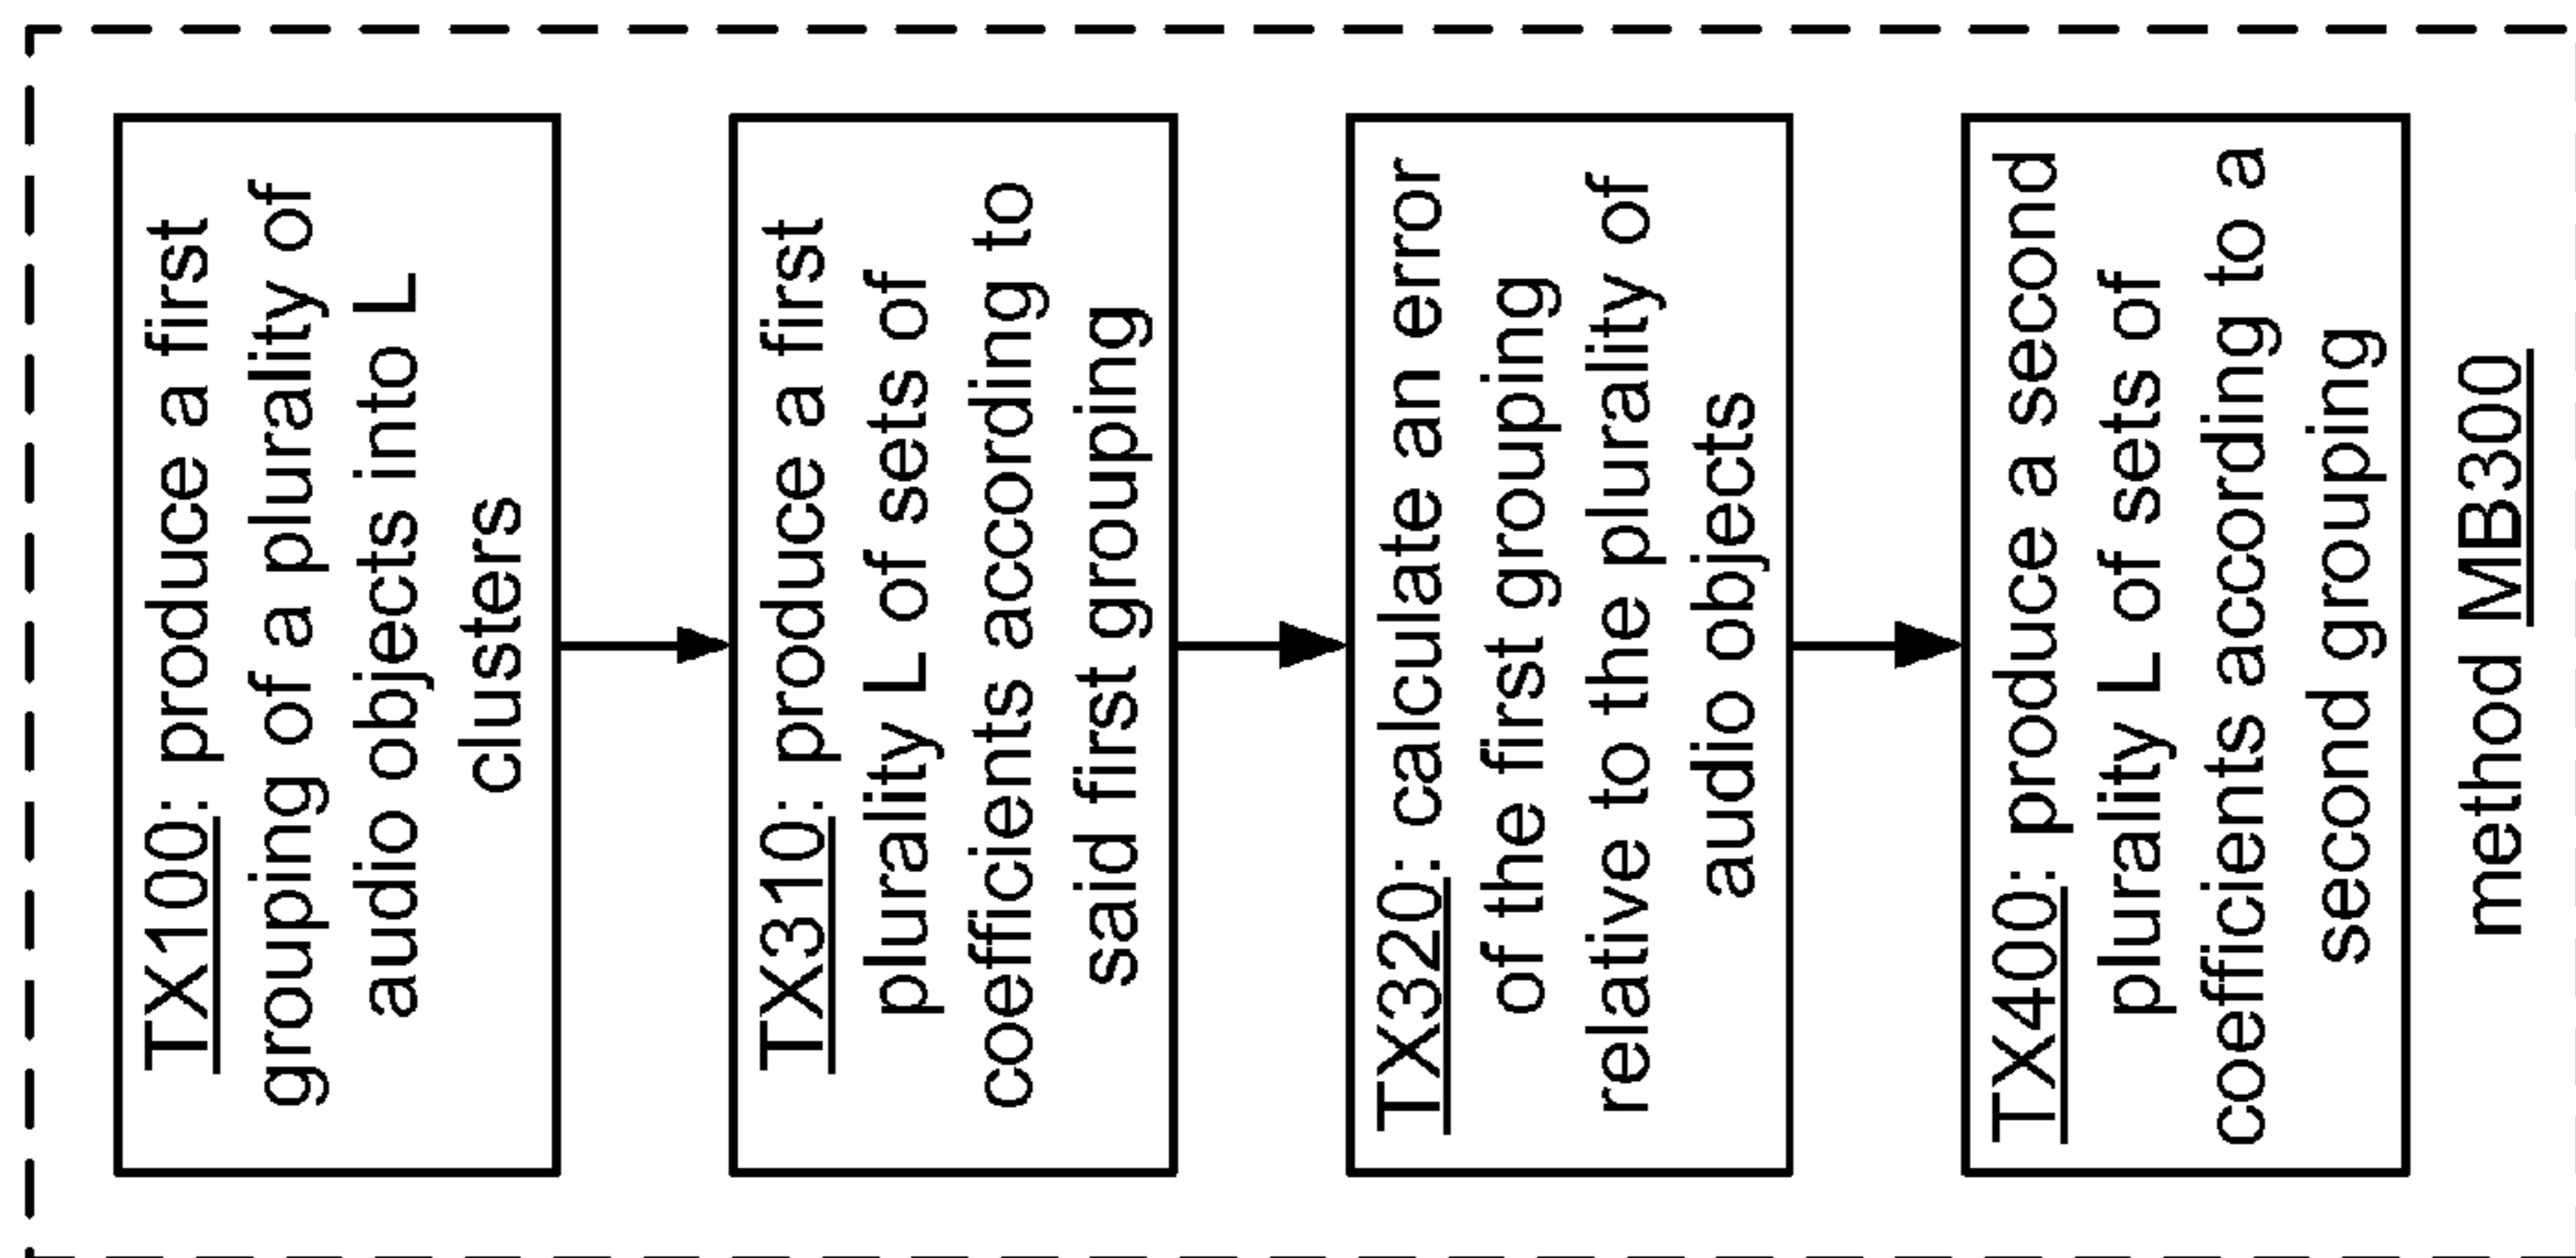 TX100: produce a first
grouping of a plurality of
audio objects into L
clusters
TX310: produce a first
plurality L of sets of
coefficients according to
said first grouping
TX320: calculate an error
of the first grouping
relative to the plurality of
audio objects
TX400: produce a second
plurality L of sets of
coefficients according to a
second grouping
method MB300